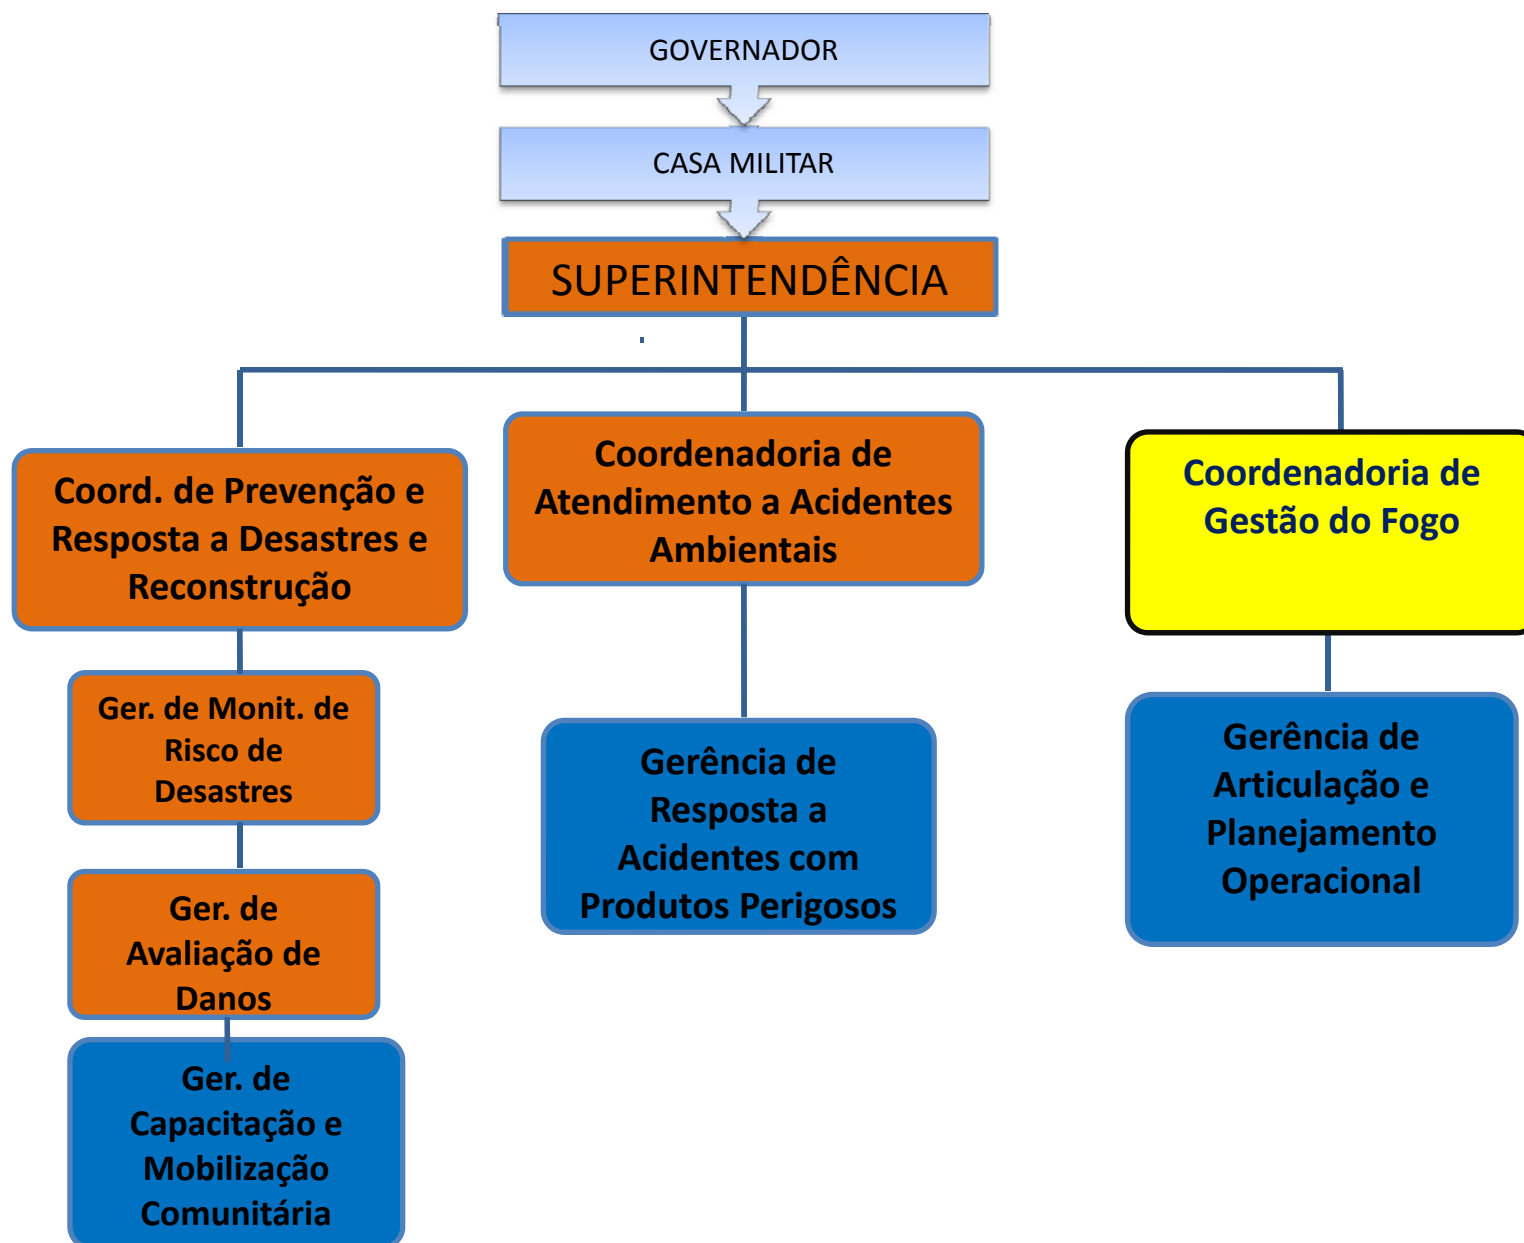 GOVERNADOR
CASA MILITAR
SUPERINTENDÊNCIA
Coord. de Prevenção e
Resposta a Desastres e
Reconstrução
Coordenadoria de
Atendimento a Acidentes
Ambientais
Coordenadoria de
Gestão do Fogo
Ger. de Monit. de
Risco de
Desastres
Gerência de
Resposta a
Acidentes com
Produtos Perigosos
Gerência de
Articulação e
Planejamento
Operacional
Ger. de
Avaliação de
Danos
Ger. de
Capacitação e
Mobilização
Comunitária